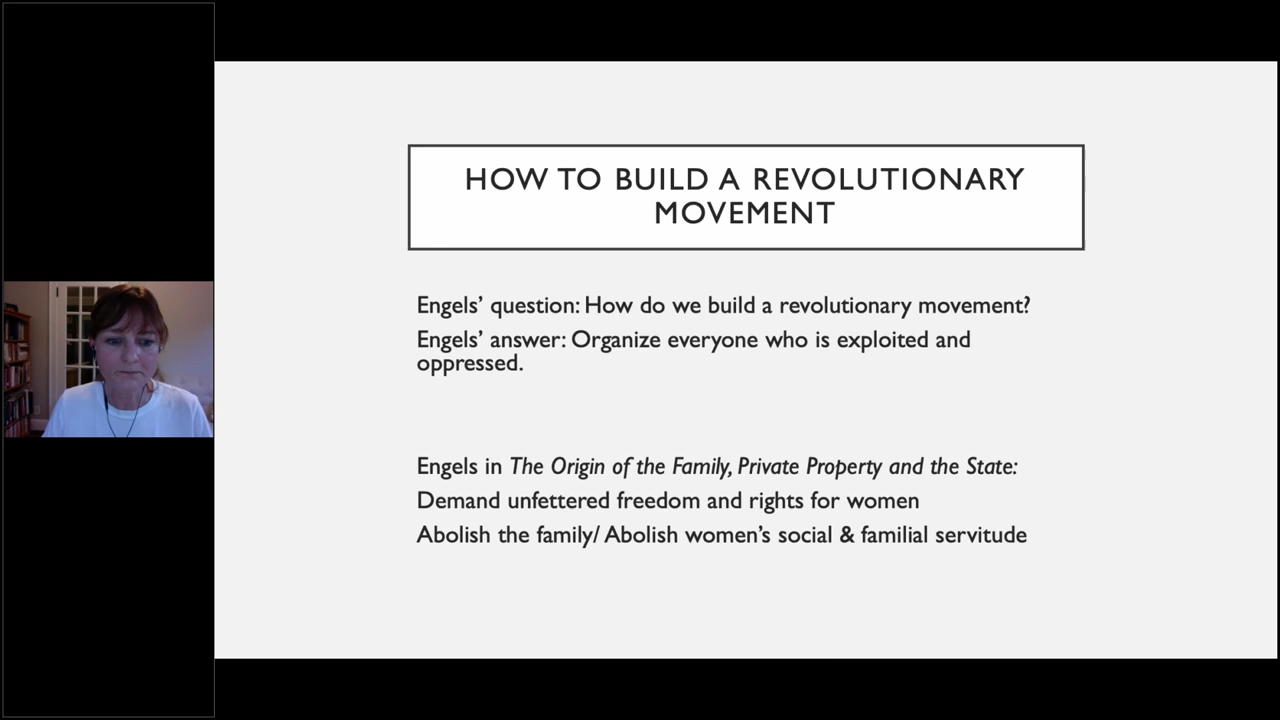 HOW TO BUILD A REVOLUTIONARY
MOVEMENT
Engels’ question: How do we build a revolutionary movement?
Engels’ answer: Organize everyone who is exploited and
oppressed.
Engels in The Origin of the Family, Private Property and the State:
Demand unfettered freedom and rights for women
Abolish the family/ Abolish women’s social & familial servitude